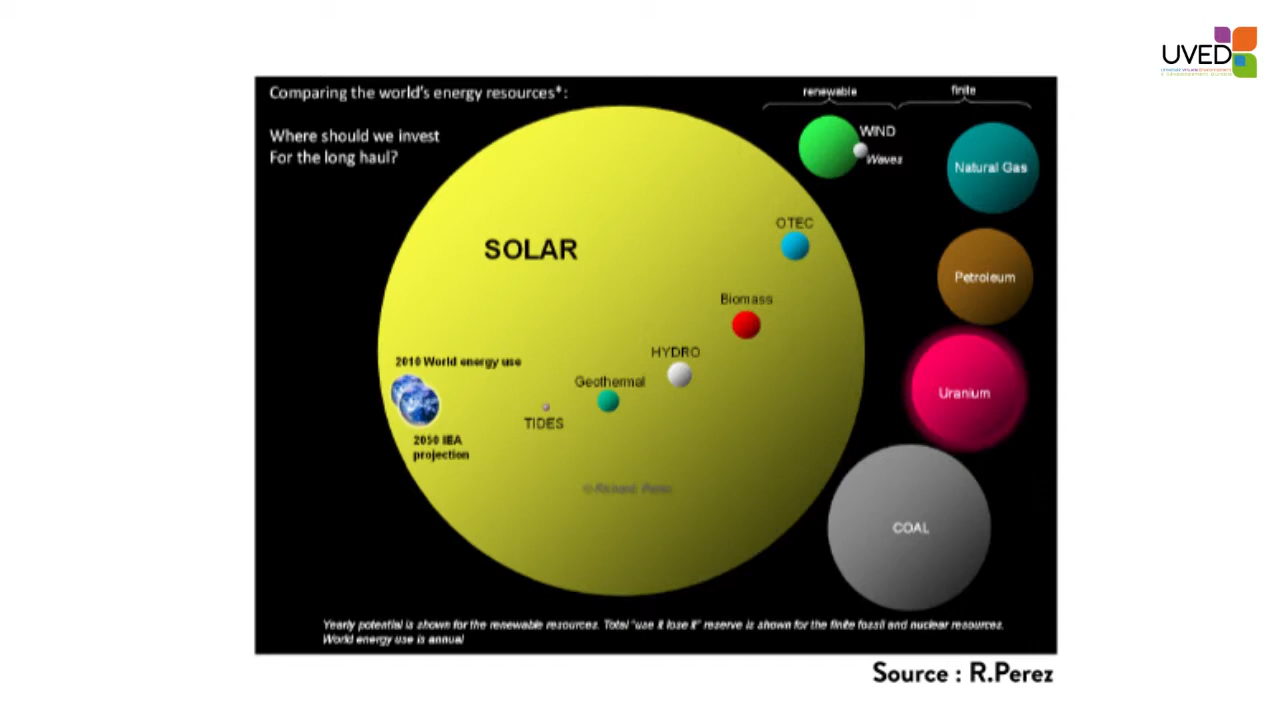 UVED
Comparing the world's energy resources*:
Where should we invest
For the long haul?
renewable
finite
WIND
Waves
Natural Gas
OTEC
SOLAR
Petroleum
Biomass
HYDRO
2010 World energy use
Geothermal
Uranium
TIDES
2050 IEA
projection
© Richard Perez
COAL
Yearly potential is shown for the renewable resources. Total "use it lose it" reserve is shown for the finite fossil and nuclear resources.
World energy use is annual
Source : R.Perez